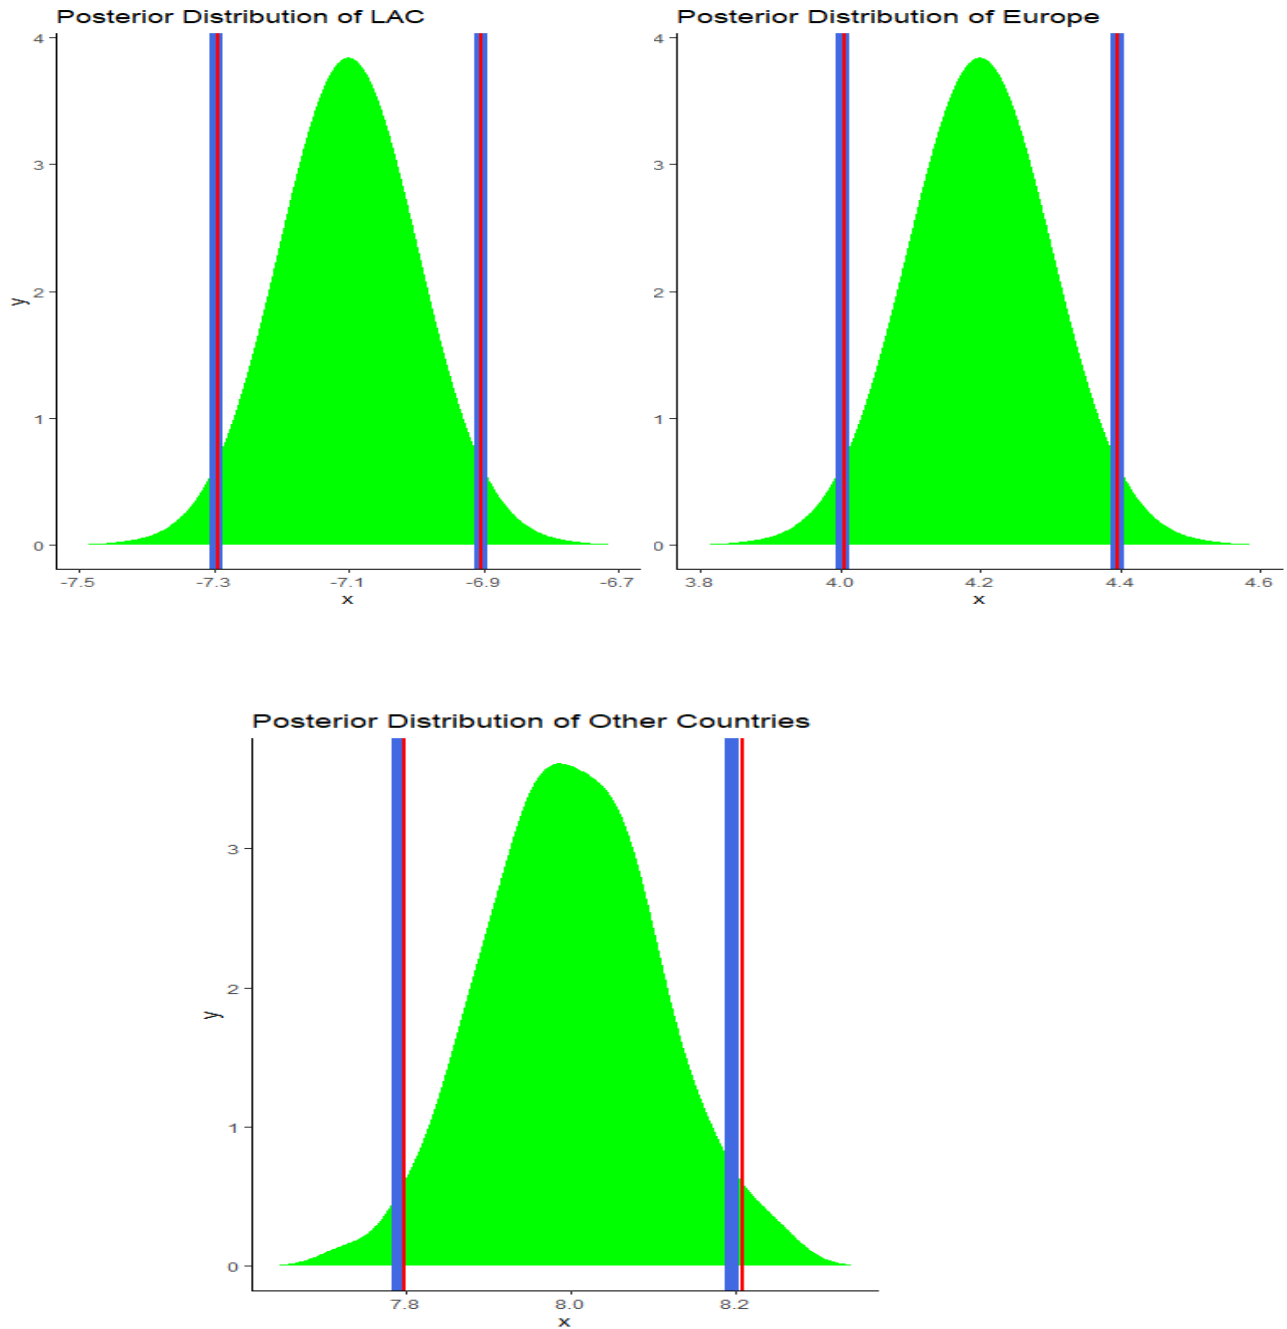 Posterior Distribution of LAC
4
3
2
1
0
y
-7.5 -7.3 -7.1 -6.9 -6.7
x
Posterior Distribution of Europe
4
3
2
1
0
3.8 4.0 4.2 4.4 4.6
x
Posterior Distribution of Other Countries
3
2
1
0
y
7.8 8.0 8.2
x